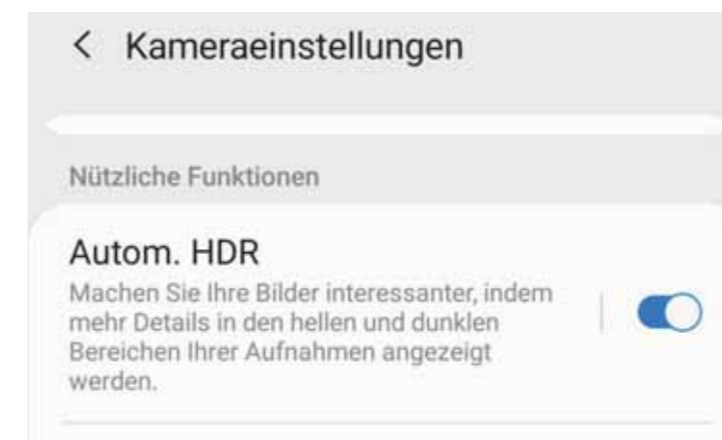 Kameraeinstellungen
Nützliche Funktionen
Autom. HDR
Machen Sie Ihre Bilder interessanter, indem
mehr Details in den hellen und dunklen
Bereichen Ihrer Aufnahmen angezeigt
werden.